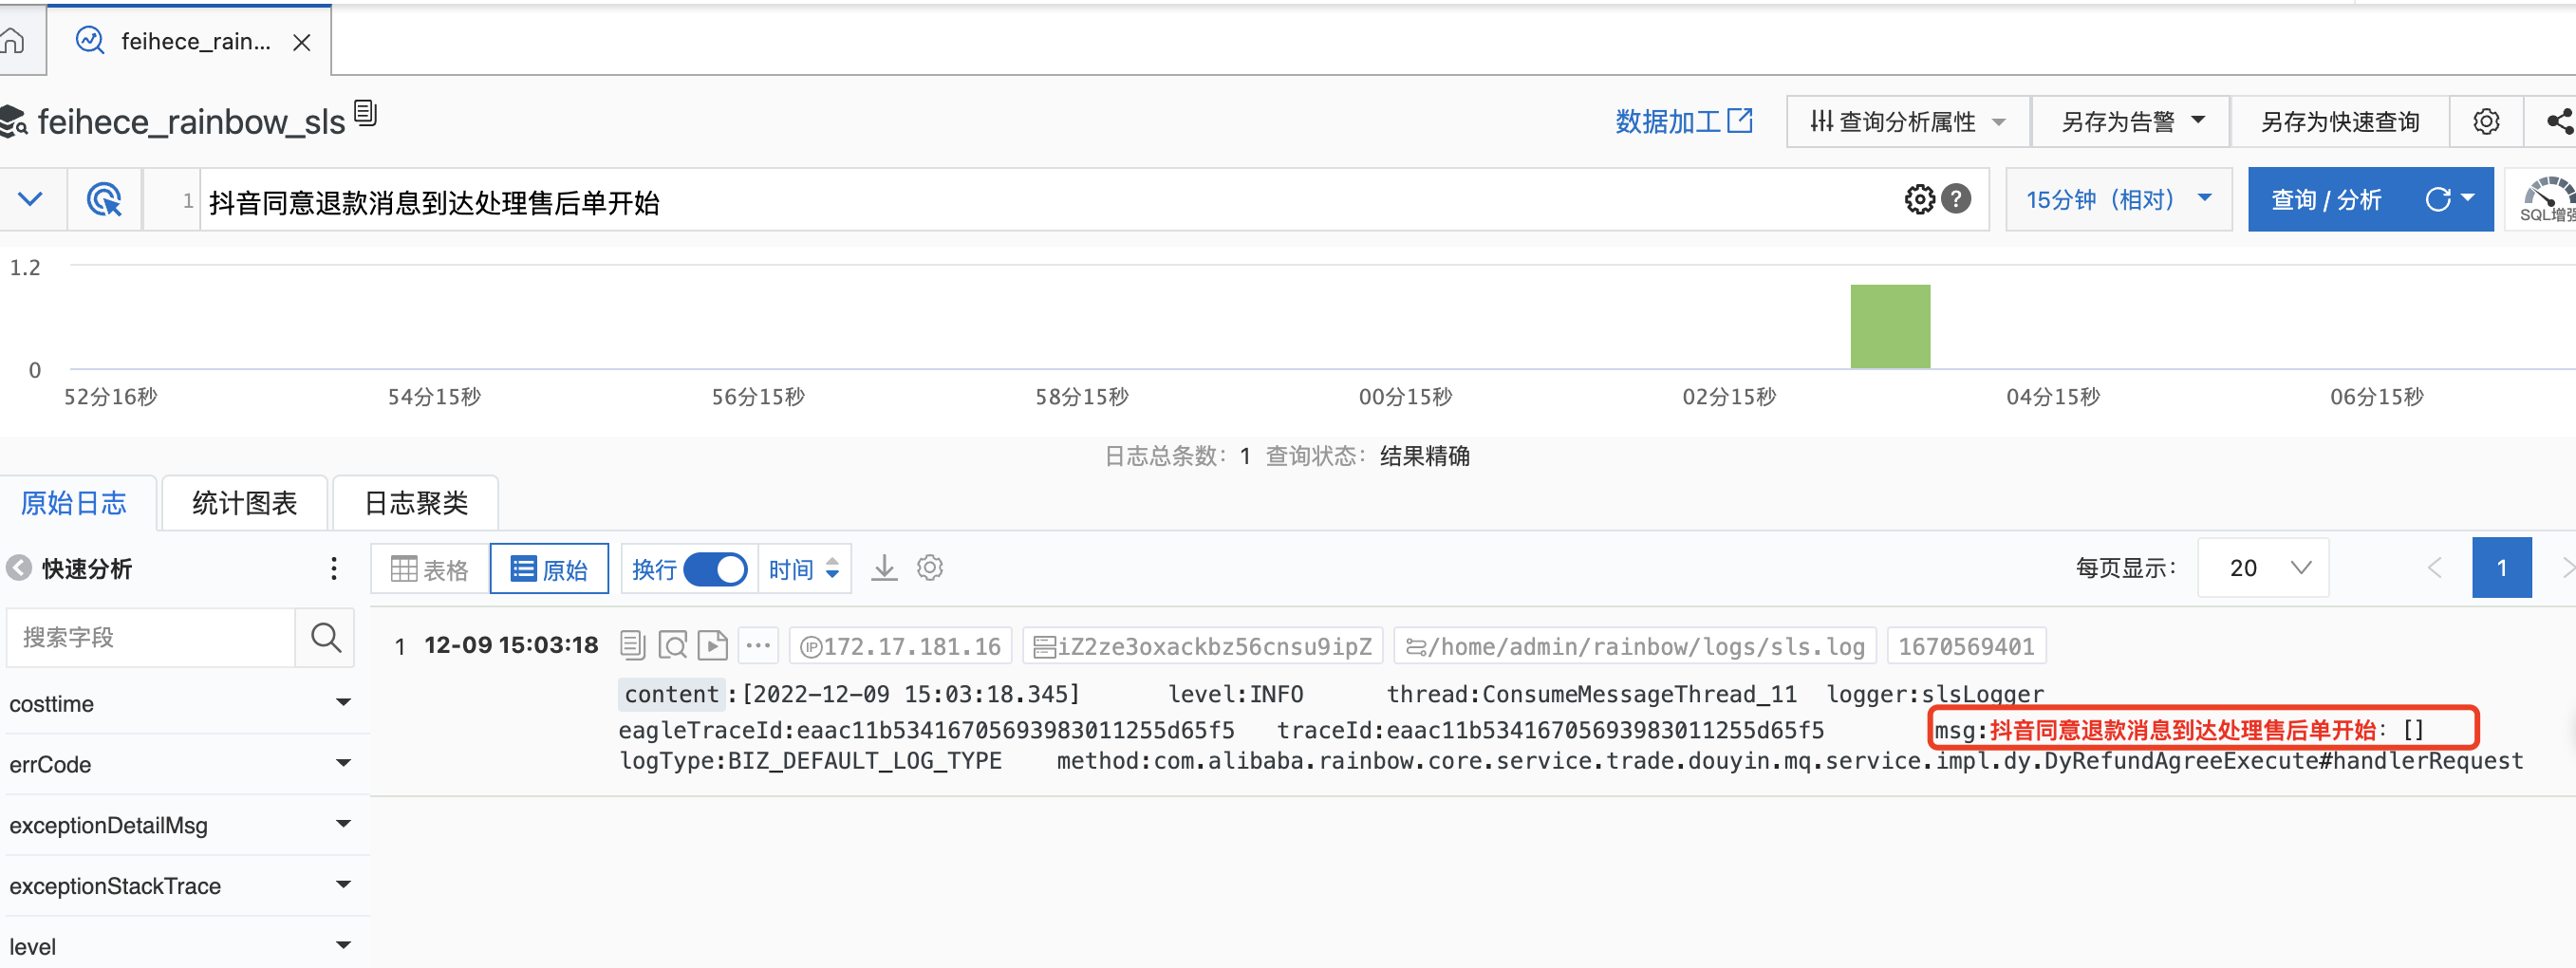 feihece_rain...
feihece_rainbow_sls
数据加工
查询分析属性
另存为告警
另存为快速查询
1
抖音同意退款消息到达处理售后单开始
?
15分钟（相对）
查询 / 分析
SQL增强
1.2
0
52分16秒
54分15秒
56分15秒
58分15秒
00分15秒
02分15秒
04分15秒
06分15秒
日志总条数：1 查询状态：结果精确
原始日志
统计图表
日志聚类
快速分析
表格
原始
换行
时间
每页显示：
20
1
搜索字段
costtime
errCode
exceptionDetailMsg
exceptionStackTrace
level
1
12-09 15:03:18
IP 172.17.181.16
iZ2ze3oxackbz56cnsu9ipZ
/home/admin/rainbow/logs/sls.log
1670569401
content:[2022-12-09 15:03:18.345] level:INFO thread:ConsumeMessageThread_11 logger:slsLogger
eagleTraceId:eaac11b5341670569398301125​5d65f5 traceId:eaac11b53416705693983011255d65f5 msg:抖音同意退款消息到达处理售后单开始：[]
logType:BIZ_DEFAULT_LOG_TYPE method:com.alibaba.rainbow.core.service.trade.douyin.mq.service.impl.dy.DyRefundAgreeExecute#handlerRequest